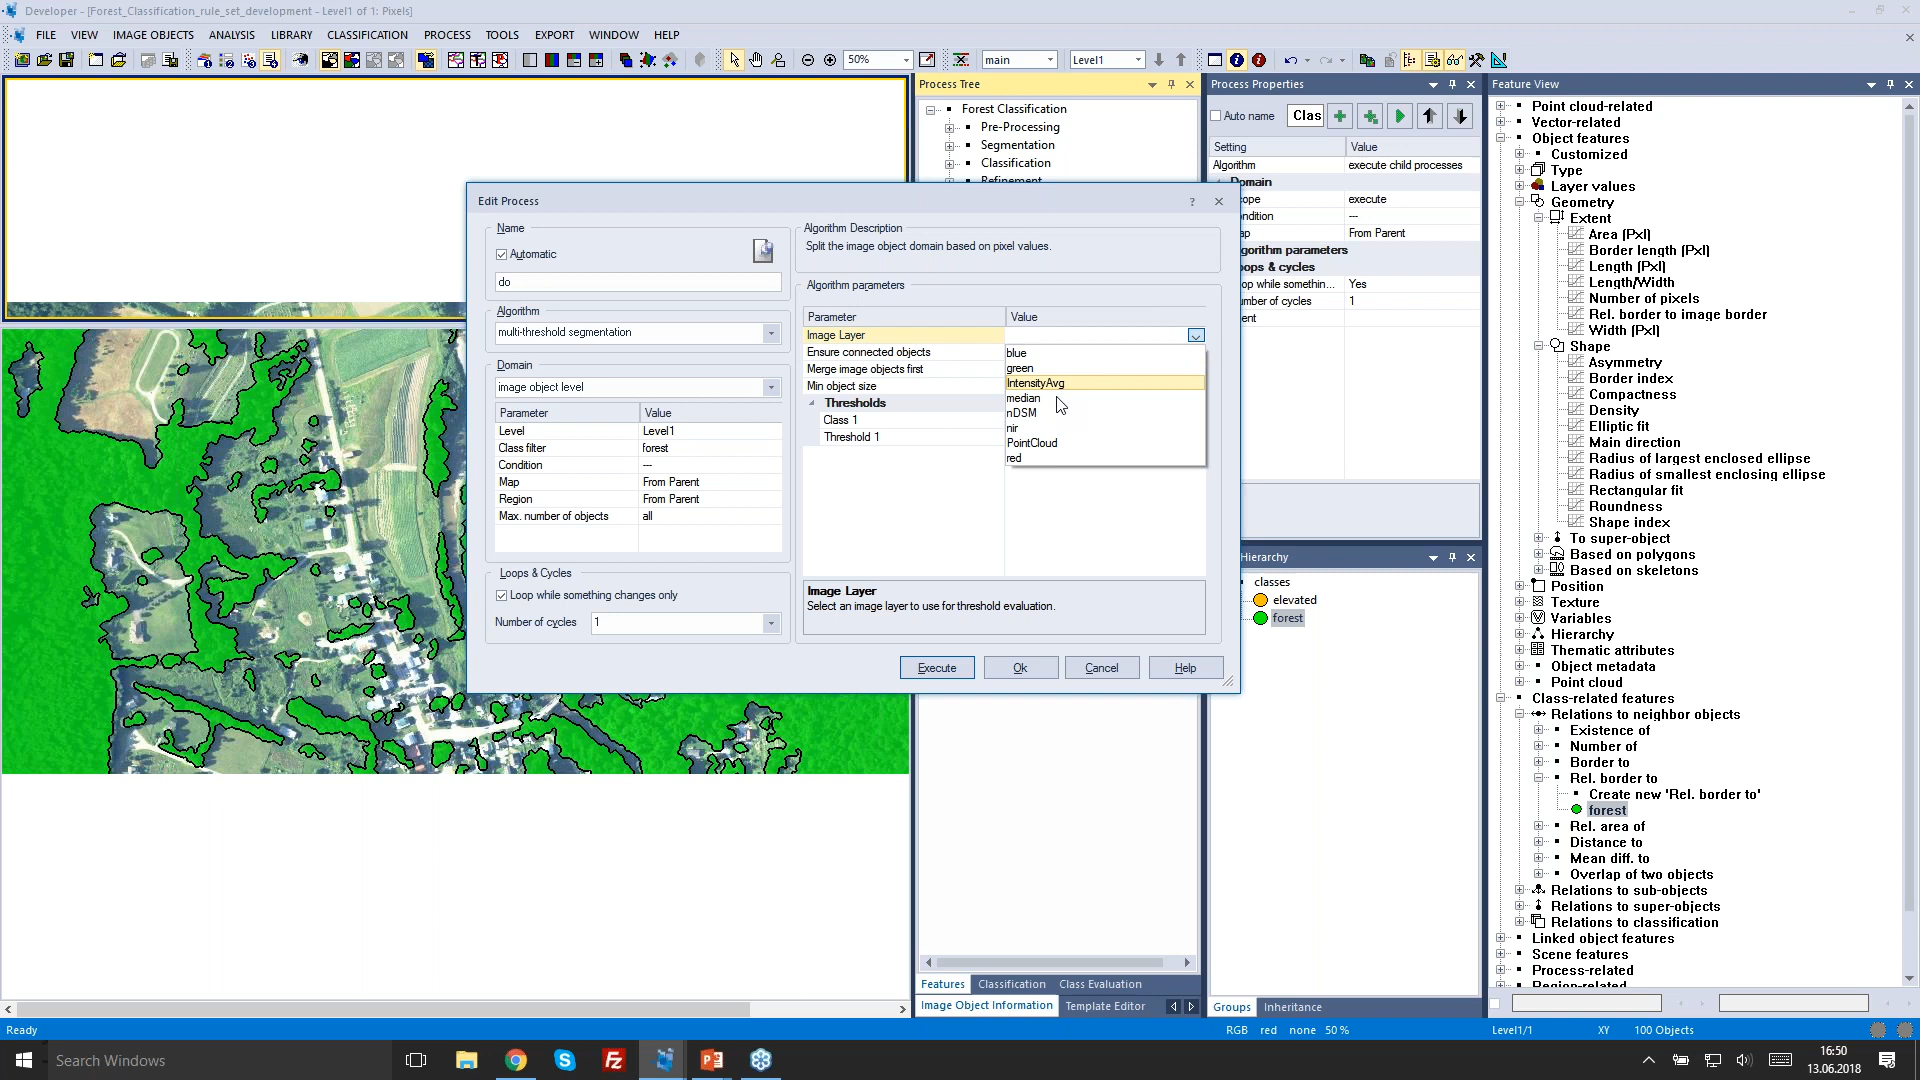 Developer - [Forest_Classification_rule_set_development - Level1 of 1: Pixels]
FILE VIEW IMAGE OBJECTS ANALYSIS LIBRARY CLASSIFICATION PROCESS TOOLS EXPORT WINDOW HELP
50% main Level1
Process Tree
Forest Classification
Pre-Processing
Segmentation
Classification
Refinement
Process Properties
Auto name Clas
Setting Value
Algorithm execute child processes
Domain
execute
From Parent
Loop while somethin... Yes
1
Edit Process
Name
Automatic
do
Algorithm
multi-threshold segmentation
Domain
image object level
Parameter Value
Level Level1
Class filter forest
Condition ---
Map From Parent
Region From Parent
Max. number of objects all
Loops & Cycles
Loop while something changes only
Number of cycles 1
Algorithm Description
Split the image object domain based on pixel values.
Algorithm parameters
Parameter Value
Image Layer
Ensure connected objects
Merge image objects first
Min object size
Thresholds
Class 1
Threshold 1
blue
green
IntensityAvg
median
nDSM
nir
PointCloud
red
Image Layer
Select an image layer to use for threshold evaluation.
Execute Ok Cancel Help
Hierarchy
classes
elevated
forest
Groups Inheritance
Features Classification Class Evaluation
Image Object Information Template Editor
Feature View
Point cloud-related
Vector-related
Object features
Customized
Type
Layer values
Geometry
Extent
Area (Pxl)
Border length (Pxl)
Length (Pxl)
Length/Width
Number of pixels
Rel. border to image border
Width (Pxl)
Shape
Asymmetry
Border index
Compactness
Density
Elliptic fit
Main direction
Radius of largest enclosed ellipse
Radius of smallest enclosing ellipse
Rectangular fit
Roundness
Shape index
To super-object
Based on polygons
Based on skeletons
Position
Texture
Variables
Hierarchy
Thematic attributes
Object metadata
Point cloud
Class-related features
Relations to neighbor objects
Existence of
Number of
Border to
Rel. border to
Create new 'Rel. border to'
forest
Rel. area of
Distance to
Mean diff. to
Overlap of two objects
Relations to sub-objects
Relations to super-objects
Relations to classification
Linked object features
Scene features
Process-related
Region-related
Ready RGB red none 50 % Level1/1 XY 100 Objects
Search Windows
16:50
13.06.2018